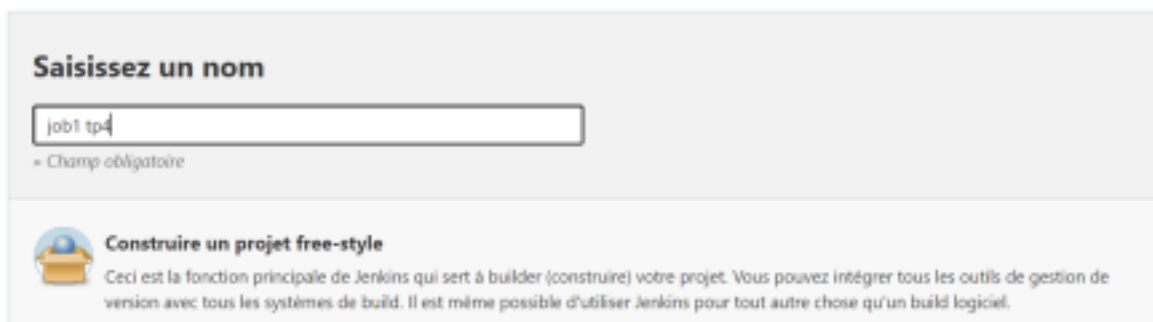 Saisissez un nom
job1 tp4
» Champ obligatoire
Construire un projet free-style
Ceci est la fonction principale de Jenkins qui sert à builder (construire) votre projet. Vous pouvez intégrer tous les outils de gestion de
version avec tous les systèmes de build. Il est même possible d'utiliser Jenkins pour tout autre chose qu'un build logiciel.